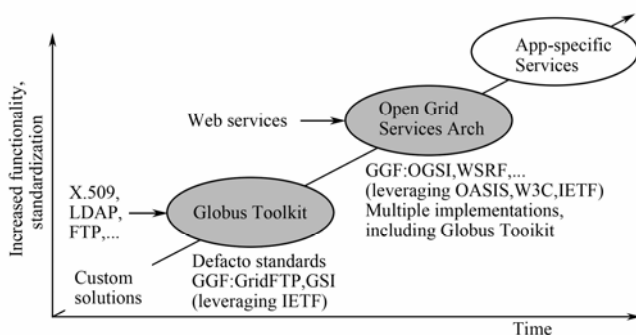 App-specific
Services
Open Grid
Services Arch
Web services
GGF:OGSI,WSRF,...
(leveraging OASIS,W3C,IETF)
Multiple implementations,
including Globus Tooikit
X.509,
LDAP,
FTP,...
Globus Toolkit
Defacto standards
GGF:GridFTP,GSI
(leveraging IETF)
Custom
solutions
Increased functionality,
standardization
Time